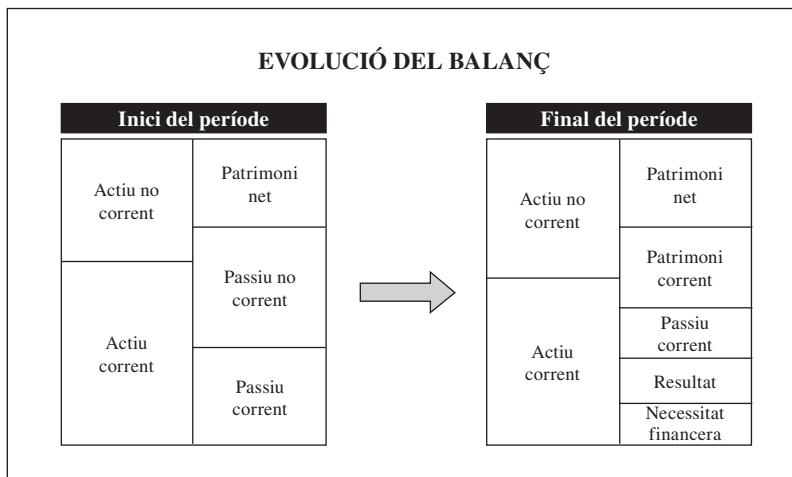 EVOLUCIÓ DEL BALANÇ
Inici del període
Actiu no
corrent
Actiu
corrent
Patrimoni
net
Passiu no
corrent
Passiu
corrent
Final del període
Actiu no
corrent
Actiu
corrent
Patrimoni
net
Patrimoni
corrent
Passiu
corrent
Resultat
Necessitat
financera